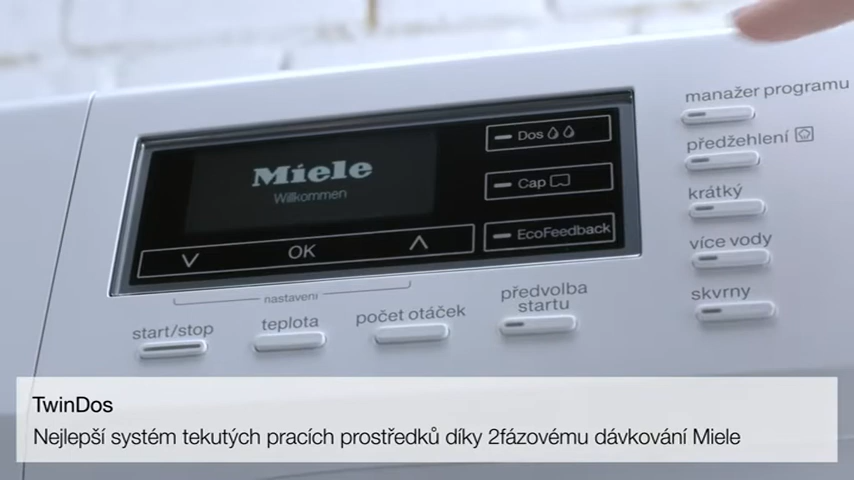 Miele
Willkommen
Dos
Cap
EcoFeedback
OK
nastavení
start/stop
teplota
počet otáček
předvolba
startu
manažer programu
předžehlení
krátký
více vody
skvrny
TwinDos
Nejlepší systém tekutých pracích prostředků díky 2fázovému dávkování Miele